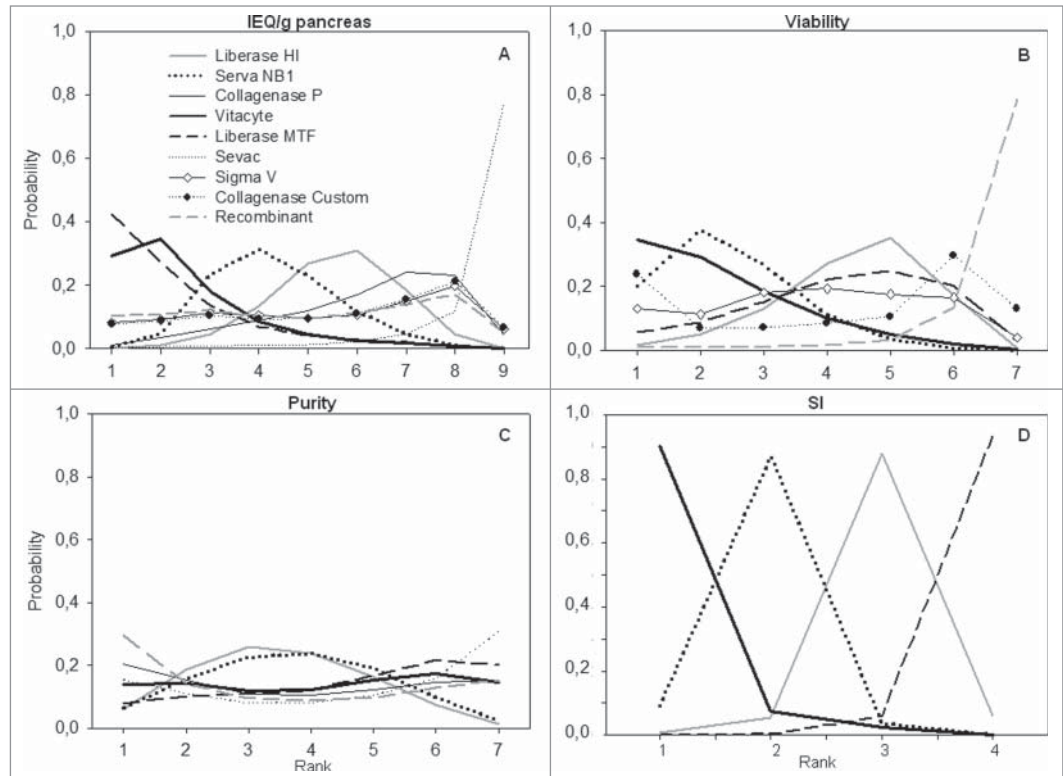 IEQ/g pancreas
A
1,0
0,8
0,6
0,4
0,2
0,0
Probability
Liberase HI
Serva NB1
Collagenase P
Vitacyte
Liberase MTF
Sevac
Sigma V
Collagenase Custom
Recombinant
1 2 3 4 5 6 7 8 9
Viability
B
1,0
0,8
0,6
0,4
0,2
0,0
1 2 3 4 5 6 7
Purity
C
1,0
0,8
0,6
0,4
0,2
0,0
Probability
1 2 3 4 5 6 7
Rank
SI
D
1,0
0,8
0,6
0,4
0,2
0,0
1 2 3 4
Rank